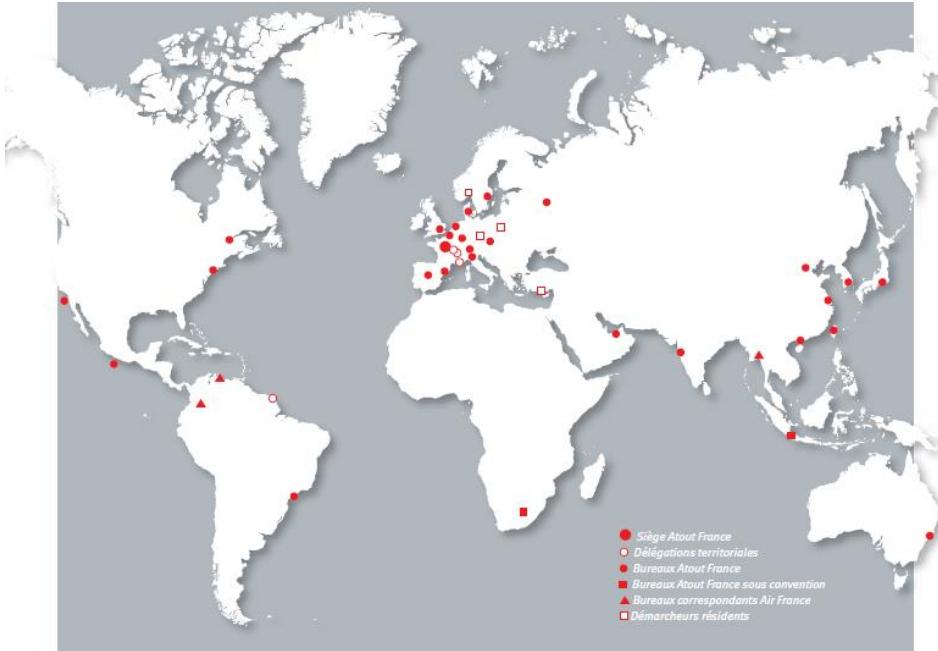 Siège Atout France
Délégations territoriales
Bureaux Atout France
Bureaux Atout France sous convention
Bureaux correspondants Air France
Démarcheurs résidents